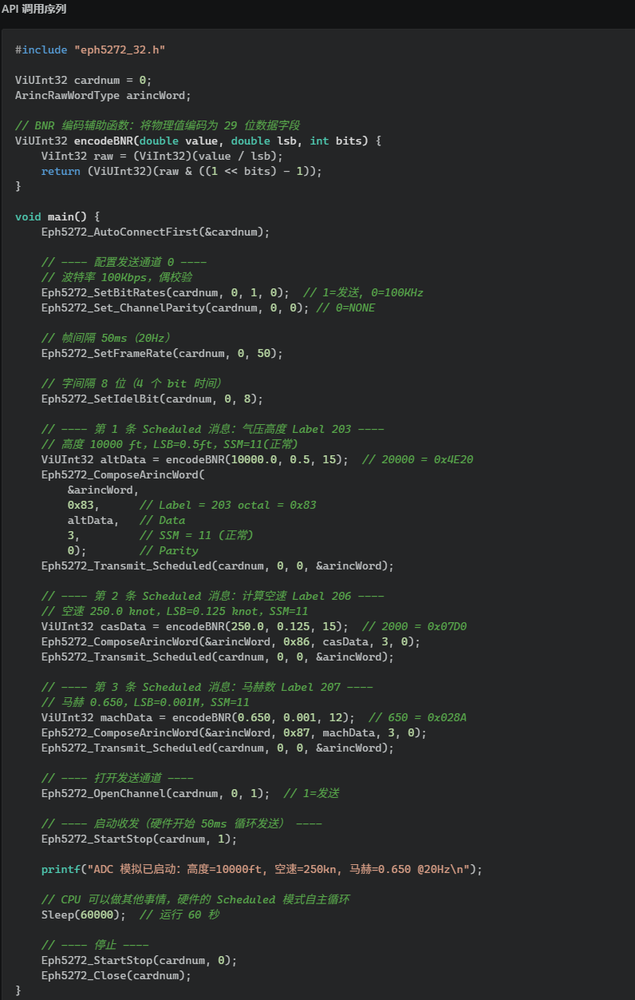 API 调用序列
#include "eph5272_32.h"
ViUInt32 cardnum = 0;
ArincRawWordType arincWord;
// BNR 编码辅助函数：将物理值编码为 29 位数据字段
ViUInt32 encodeBNR(double value, double lsb, int bits) {
    ViInt32 raw = (ViInt32)(value / lsb);
    return (ViUInt32)(raw & ((1 << bits) - 1));
}
void main() {
    Eph5272_AutoConnectFirst(&cardnum);
    // ---- 配置发送通道 0 ----
    // 波特率 100Kbps，偶校验
    Eph5272_SetBitRates(cardnum, 0, 1, 0);  // 1=发送, 0=100KHz
    Eph5272_Set_ChannelParity(cardnum, 0, 0); // 0=NONE
    // 帧间隔 50ms（20Hz）
    Eph5272_SetFrameRate(cardnum, 0, 50);
    // 字间隔 8 位（4 个 bit 时间）
    Eph5272_SetIdelBit(cardnum, 0, 8);
    // ---- 第 1 条 Scheduled 消息：气压高度 Label 203 ----
    // 高度 10000 ft，LSB=0.5ft，SSM=11(正常)
    ViUInt32 altData = encodeBNR(10000.0, 0.5, 15);  // 20000 = 0x4E20
    Eph5272_ComposeArincWord(
        &arincWord,
        0x83,      // Label = 203 octal = 0x83
        altData,   // Data
        3,         // SSM = 11 (正常)
        0);        // Parity
    Eph5272_Transmit_Scheduled(cardnum, 0, 0, &arincWord);
    // ---- 第 2 条 Scheduled 消息：计算空速 Label 206 ----
    // 空速 250.0 knot，LSB=0.125 knot，SSM=11
    ViUInt32 casData = encodeBNR(250.0, 0.125, 15);  // 2000 = 0x07D0
    Eph5272_ComposeArincWord(&arincWord, 0x86, casData, 3, 0);
    Eph5272_Transmit_Scheduled(cardnum, 0, 0, &arincWord);
    // ---- 第 3 条 Scheduled 消息：马赫数 Label 207 ----
    // 马赫 0.650，LSB=0.001M，SSM=11
    ViUInt32 machData = encodeBNR(0.650, 0.001, 12);  // 650 = 0x028A
    Eph5272_ComposeArincWord(&arincWord, 0x87, machData, 3, 0);
    Eph5272_Transmit_Scheduled(cardnum, 0, 0, &arincWord);
    // ---- 打开发送通道 ----
    Eph5272_OpenChannel(cardnum, 0, 1);  // 1=发送
    // ---- 启动收发（硬件开始 50ms 循环发送） ----
    Eph5272_StartStop(cardnum, 1);
    printf("ADC 模拟已启动：高度=10000ft, 空速=250kn, 马赫=0.650 @20Hz\n");
    // CPU 可以做其他事情，硬件的 Scheduled 模式自主循环
    Sleep(60000);  // 运行 60 秒
    // ---- 停止 ----
    Eph5272_StartStop(cardnum, 0);
    Eph5272_Close(cardnum);
}